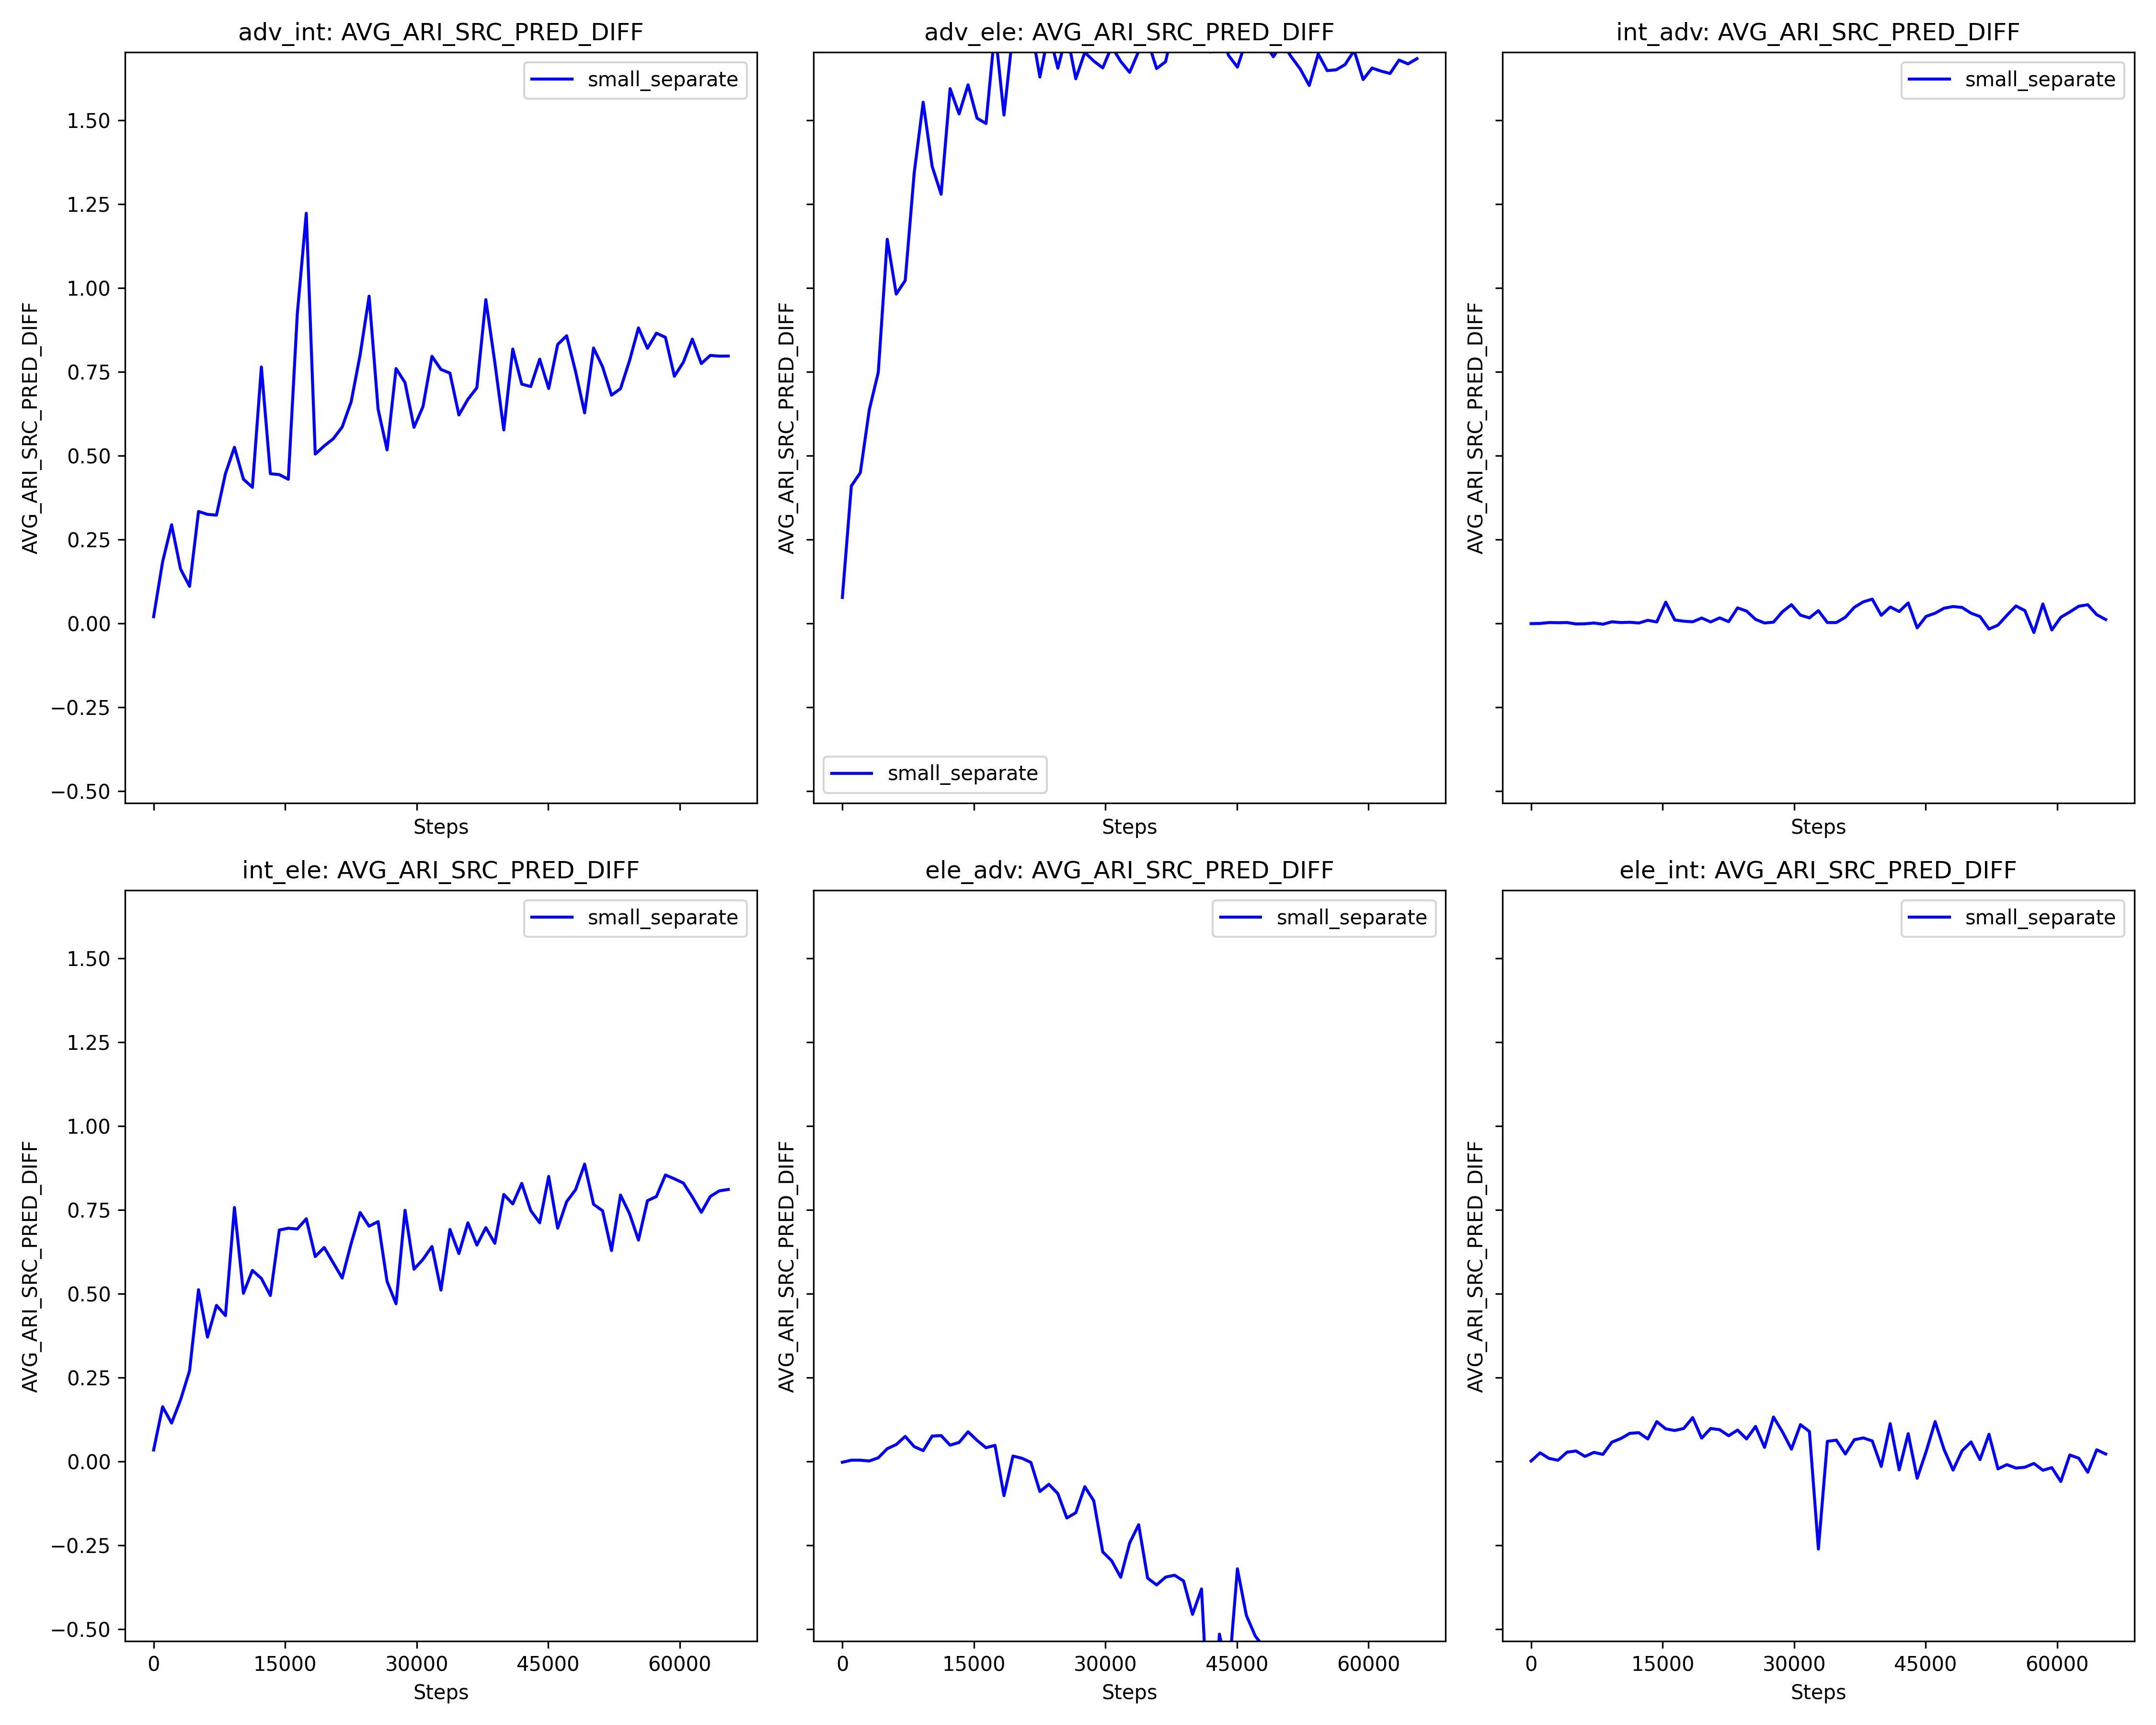 adv_int: AVG_ARI_SRC_PRED_DIFF
adv_ele: AVG_ARI_SRC_PRED_DIFF
int_adv: AVG_ARI_SRC_PRED_DIFF
small_separate
small_separate
small_separate
1.50
1.25
1.00
0.75
0.50
0.25
0.00
−0.25
−0.50
AVG_ARI_SRC_PRED_DIFF
AVG_ARI_SRC_PRED_DIFF
AVG_ARI_SRC_PRED_DIFF
Steps
Steps
Steps
int_ele: AVG_ARI_SRC_PRED_DIFF
ele_adv: AVG_ARI_SRC_PRED_DIFF
ele_int: AVG_ARI_SRC_PRED_DIFF
small_separate
small_separate
small_separate
1.50
1.25
1.00
0.75
0.50
0.25
0.00
−0.25
−0.50
AVG_ARI_SRC_PRED_DIFF
AVG_ARI_SRC_PRED_DIFF
AVG_ARI_SRC_PRED_DIFF
0 15000 30000 45000 60000
0 15000 30000 45000 60000
0 15000 30000 45000 60000
Steps
Steps
Steps